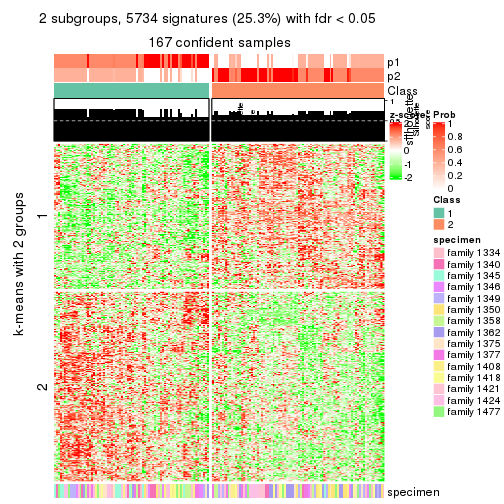 2 subgroups, 5734 signatures (25.3%) with fdr < 0.05
167 confident samples
p1
p2
Class
1
z-score
2
0
-2
Silhouette
score
Prob
1
0.8
0.6
0.4
0.2
0
Class
1
2
specimen
family 1334
family 1340
family 1345
family 1346
family 1349
family 1350
family 1358
family 1362
family 1375
family 1377
family 1408
family 1418
family 1421
family 1424
family 1477
k-means with 2 groups
1
2
specimen